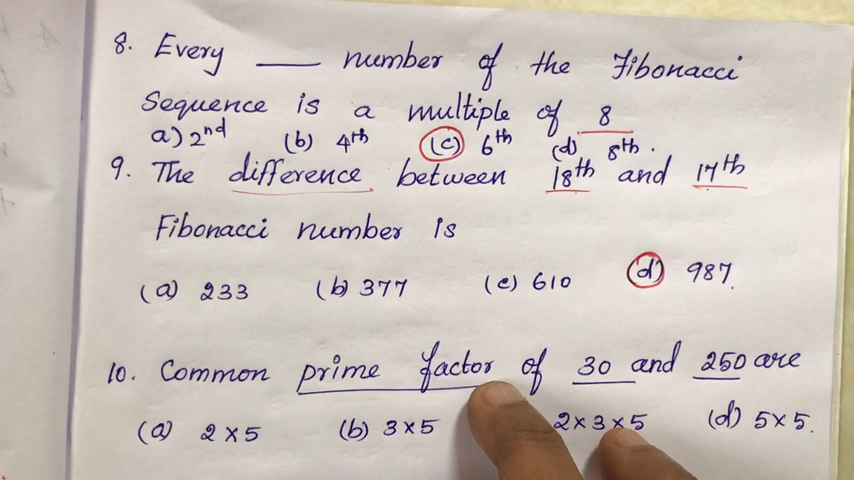 8. Every ___ number of the Fibonacci
Sequence is a multiple of 8
a) 2nd (b) 4th (c) 6th (d) 8th.
9. The difference between 18th and 17th
Fibonacci number is
(a) 233 (b) 377 (c) 610 (d) 987.
10. Common prime factor of 30 and 250 are
(a) 2×5 (b) 3×5 2×3×5 (d) 5×5.